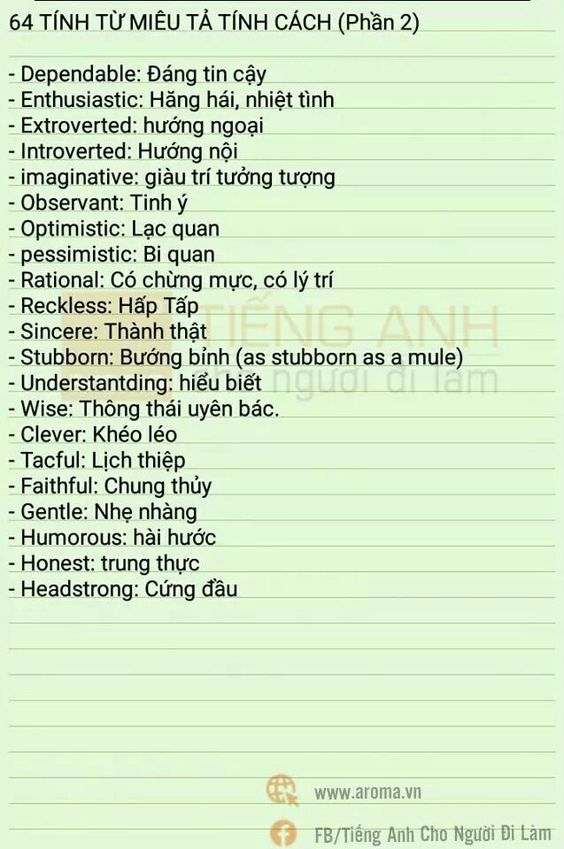 64 TÍNH TỪ MIÊU TẢ TÍNH CÁCH (Phần 2)
- Dependable: Đáng tin cậy
- Enthusiastic: Hăng hái, nhiệt tình
- Extroverted: hướng ngoại
- Introverted: Hướng nội
- imaginative: giàu trí tưởng tượng
- Observant: Tinh ý
- Optimistic: Lạc quan
- pessimistic: Bi quan
- Rational: Có chừng mực, có lý trí
- Reckless: Hấp Tấp
- Sincere: Thành thật
- Stubborn: Bướng bỉnh (as stubborn as a mule)
- Understantding: hiểu biết
- Wise: Thông thái uyên bác.
- Clever: Khéo léo
- Tacful: Lịch thiệp
- Faithful: Chung thủy
- Gentle: Nhẹ nhàng
- Humorous: hài hước
- Honest: trung thực
- Headstrong: Cứng đầu
TIẾNG ANH
người đi làm
www.aroma.vn
FB/Tiếng Anh Cho Người Đi Làm